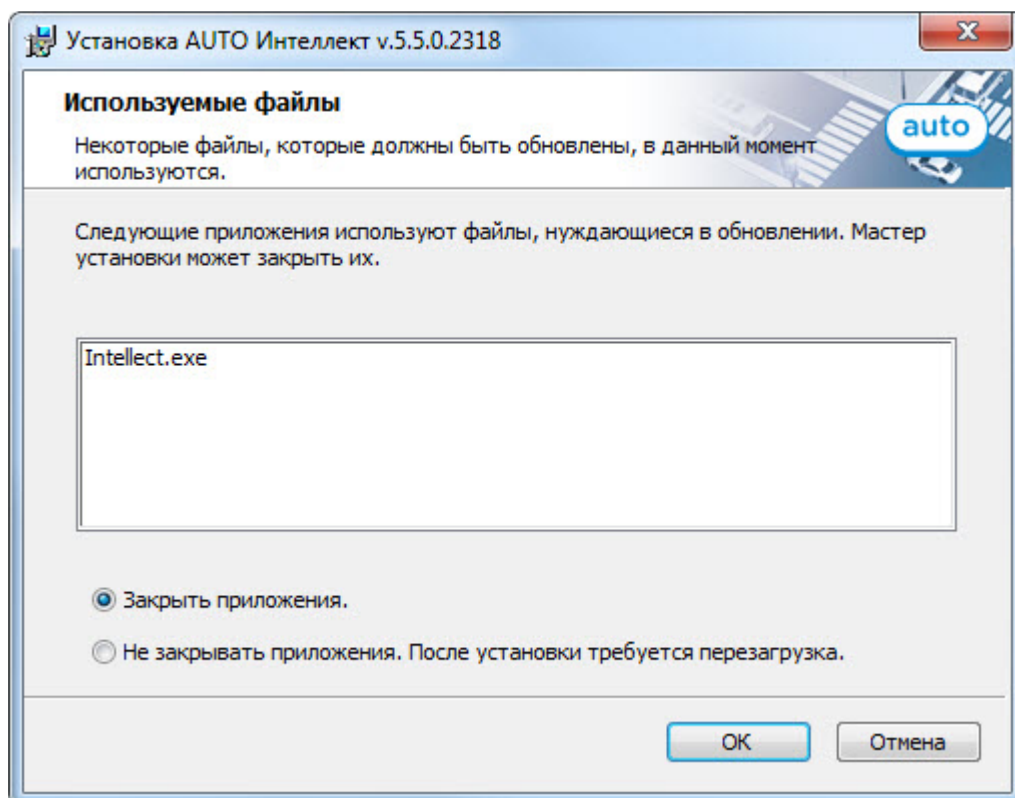 Установка AUTO Интеллект v.5.5.0.2318
Используемые файлы
auto
Некоторые файлы, которые должны быть обновлены, в данный момент
используются.
Следующие приложения используют файлы, нуждающиеся в обновлении. Мастер
установки может закрыть их.
Intellect.exe
Закрыть приложения.
Не закрывать приложения. После установки требуется перезагрузка.
OK
Отмена